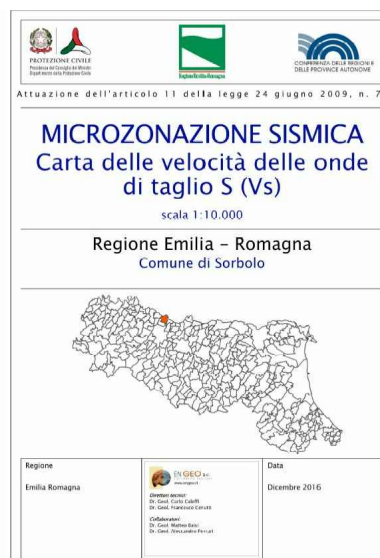 PROTEZIONE CIVILE
Presidenza del Consiglio dei Ministri
Dipartimento della Protezione Civile
Regione Emilia-Romagna
CONFERENZA DELLE REGIONI E
DELLE PROVINCE AUTONOME
Attuazione dell'articolo 11 della legge 24 giugno 2009, n. 7
MICROZONAZIONE SISMICA
Carta delle velocità delle onde
di taglio S (Vs)
scala 1:10.000
Regione Emilia - Romagna
Comune di Sorbolo
Regione
Emilia Romagna
EN GEO
Direttori tecnici:
Dr. Geol. Carlo Caleffi
Dr. Geol. Francesco Cerutti
Collaboratori:
Dr. Geol. Matteo Baisi
Dr. Geol. Alessandro Ferrari
Data
Dicembre 2016